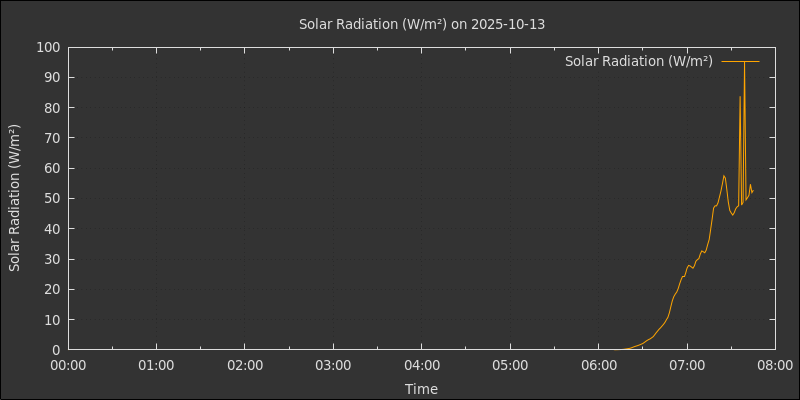 Solar Radiation (W/m²) on 2025-10-13
Solar Radiation (W/m²)
Solar Radiation (W/m²)
100
90
80
70
60
50
40
30
20
10
0
00:00 01:00 02:00 03:00 04:00 05:00 06:00 07:00 08:00
Time